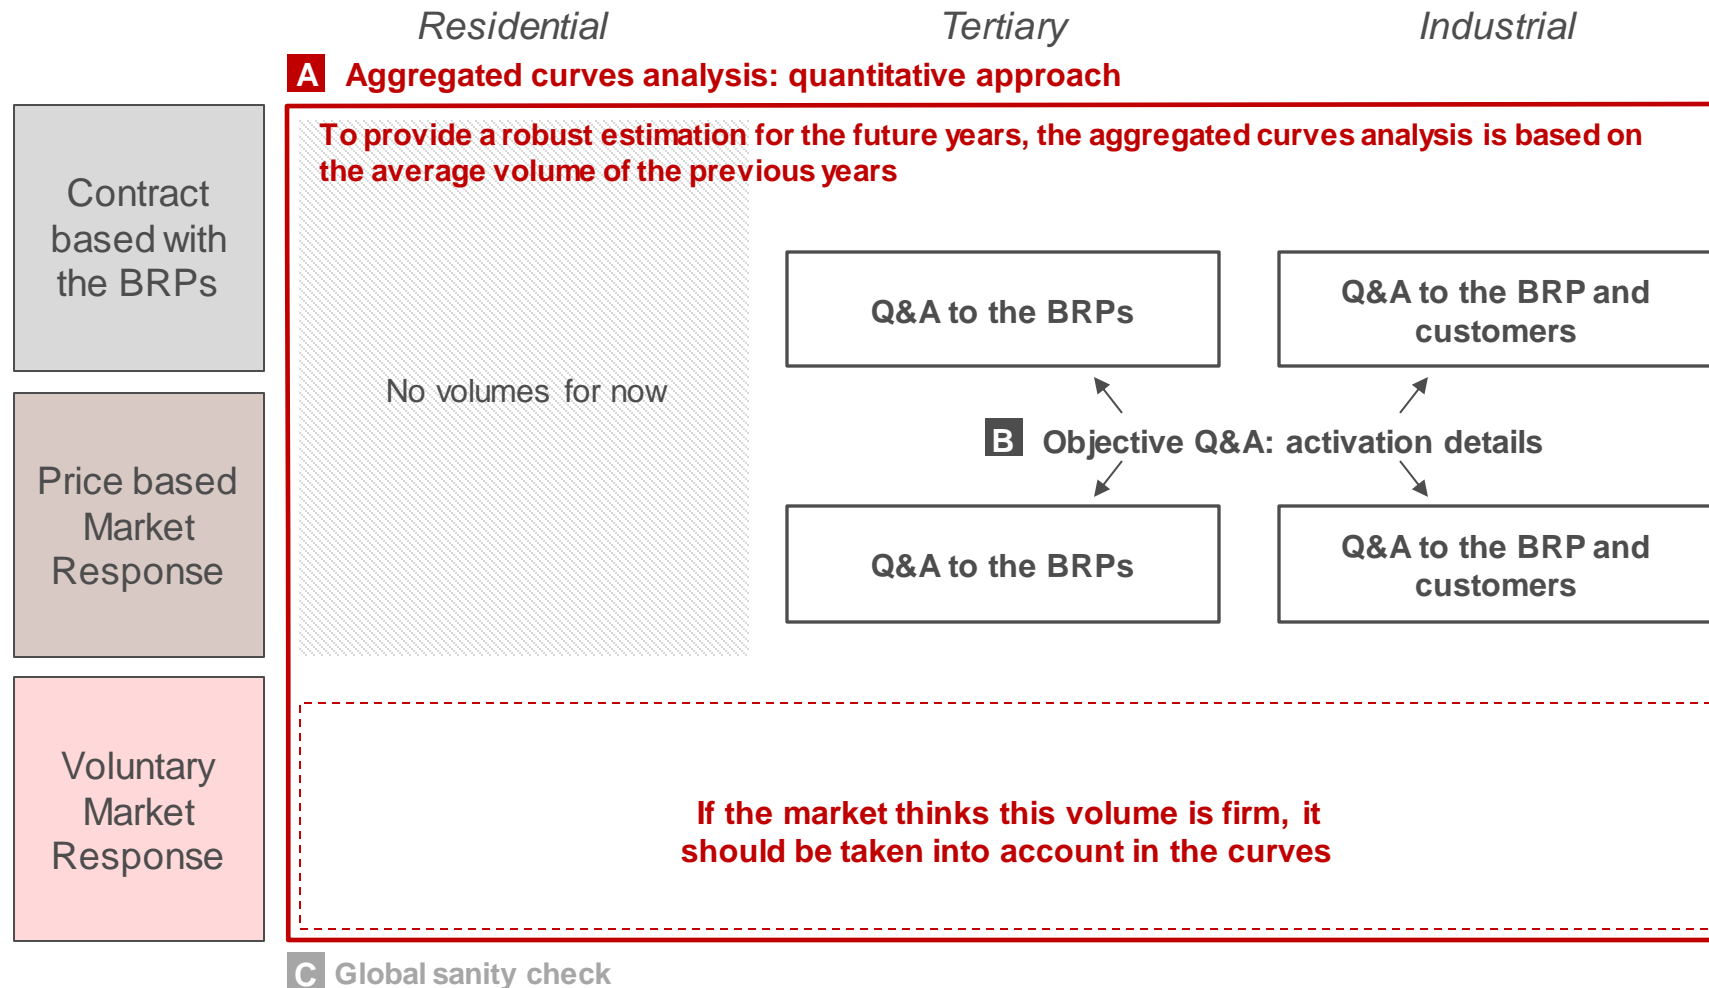 Residential
Tertiary
Industrial
A Aggregated curves analysis: quantitative approach
To provide a robust estimation for the future years, the aggregated curves analysis is based on
the average volume of the previous years
Contract
based with
the BRPs
Q&A to the BRPs
Q&A to the BRP and
customers
No volumes for now
B Objective Q&A: activation details
Price based
Market
Response
Q&A to the BRPs
Q&A to the BRP and
customers
Voluntary
Market
Response
If the market thinks this volume is firm, it
should be taken into account in the curves
C Global sanity check